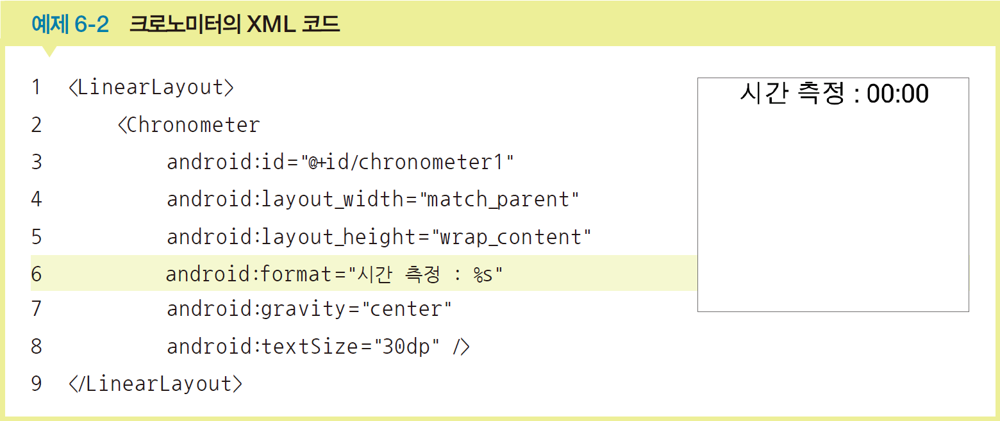 예제 6-2 크로노미터의 XML 코드
1 <LinearLayout>
시간 측정 : 00:00
2 <Chronometer
3 android:id="@+id/chronometer1"
4 android:layout_width="match_parent"
5 android:layout_height="wrap_content"
6 android:format="시간 측정 : %s"
7 android:gravity="center"
8 android:textSize="30dp" />
9 </LinearLayout>